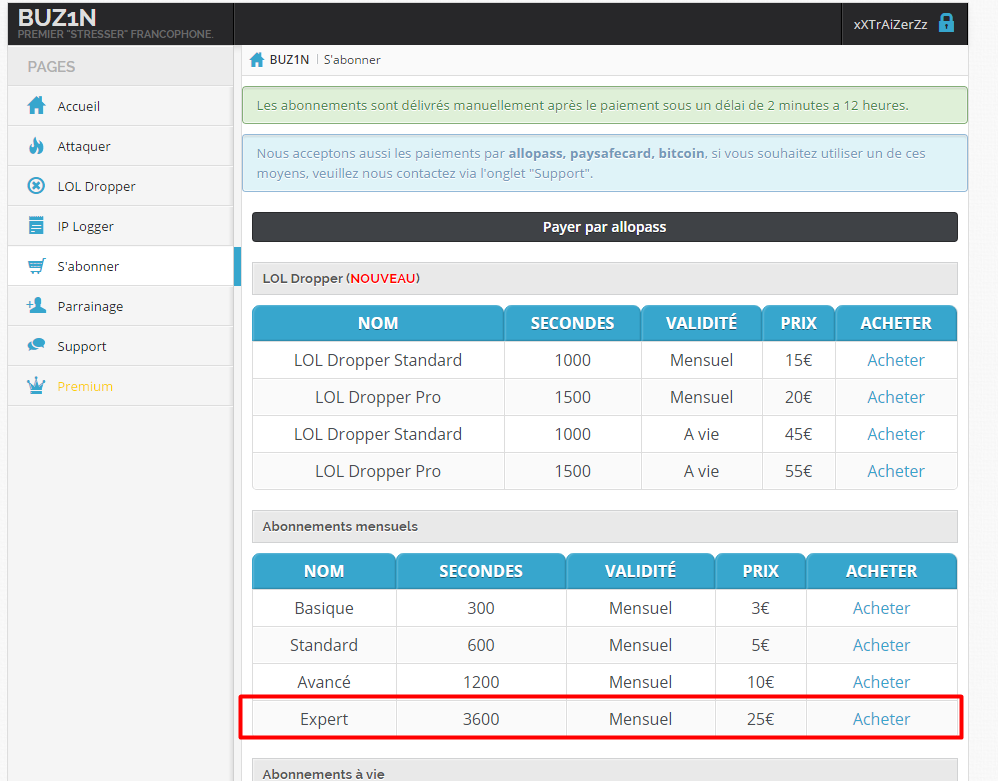 BUZ1N
PREMIER "STRESSER" FRANCOPHONE.
xXTrAiZerZz
PAGES
Accueil
Attaquer
LOL Dropper
IP Logger
S'abonner
Parrainage
Support
Premium
BUZ1N S'abonner
Les abonnements sont délivrés manuellement après le paiement sous un délai de 2 minutes a 12 heures.
Nous acceptons aussi les paiements par allopass, paysafecard, bitcoin, si vous souhaitez utiliser un de ces
moyens, veuillez nous contactez via l'onglet "Support".
Payer par allopass
LOL Dropper (NOUVEAU)
NOM SECONDES VALIDITÉ PRIX ACHETER
LOL Dropper Standard 1000 Mensuel 15€ Acheter
LOL Dropper Pro 1500 Mensuel 20€ Acheter
LOL Dropper Standard 1000 A vie 45€ Acheter
LOL Dropper Pro 1500 A vie 55€ Acheter
Abonnements mensuels
NOM SECONDES VALIDITÉ PRIX ACHETER
Basique 300 Mensuel 3€ Acheter
Standard 600 Mensuel 5€ Acheter
Avancé 1200 Mensuel 10€ Acheter
Expert 3600 Mensuel 25€ Acheter
Abonnements à vie